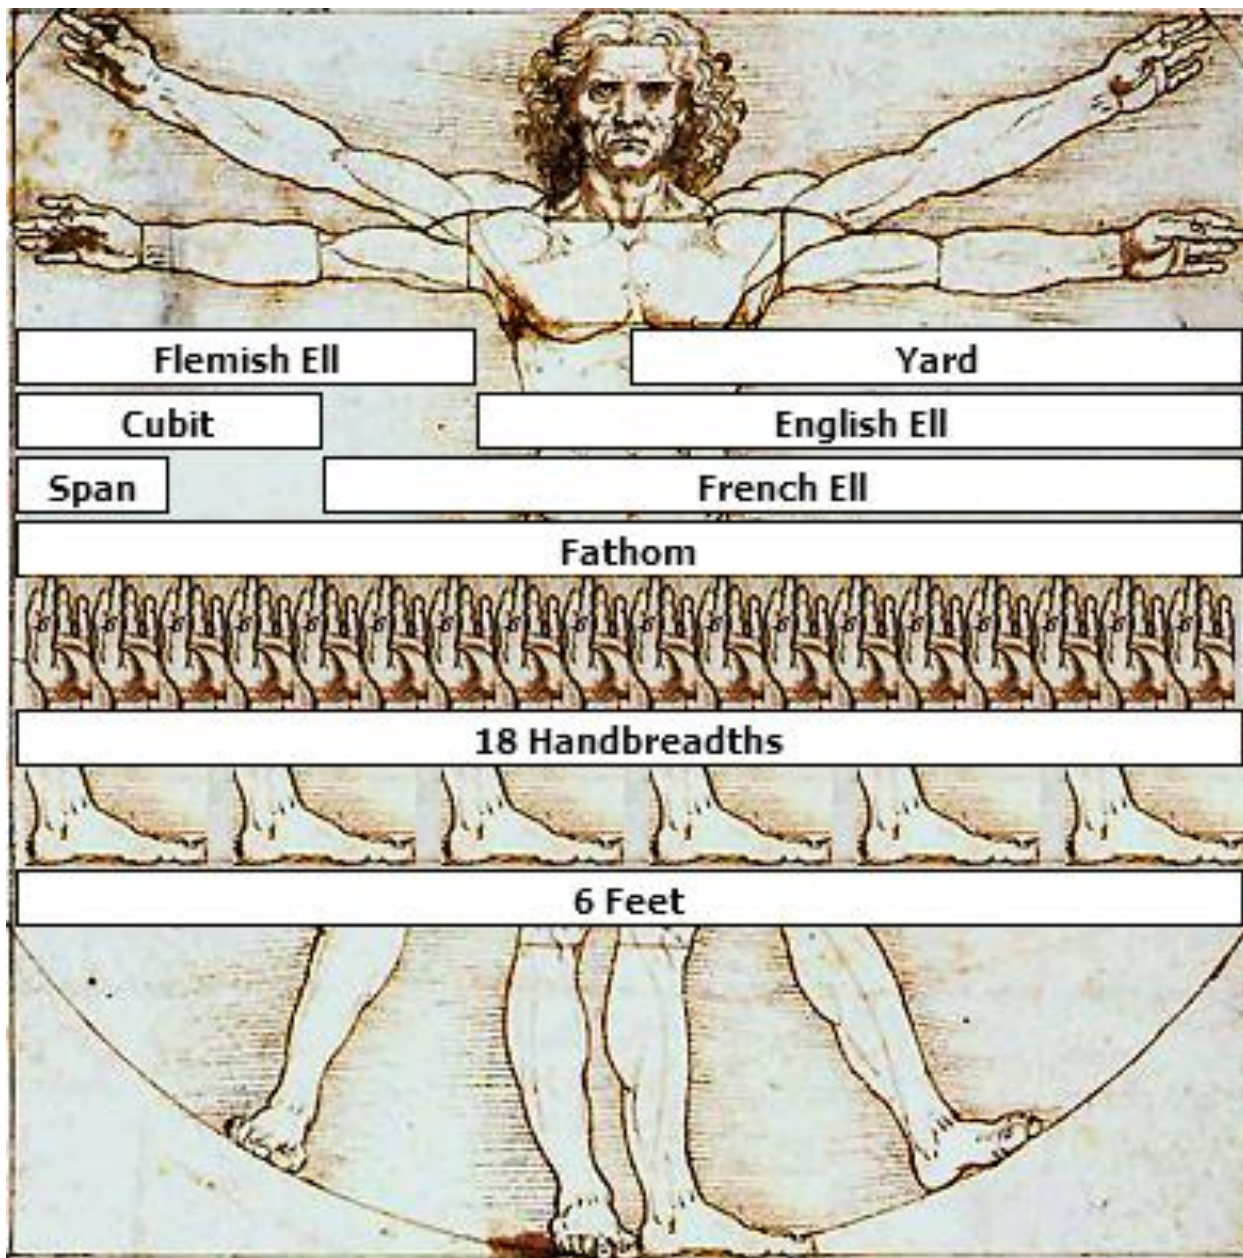 Flemish Ell
Yard
Cubit
English Ell
Span
French Ell
Fathom
18 Handbreadths
6 Feet